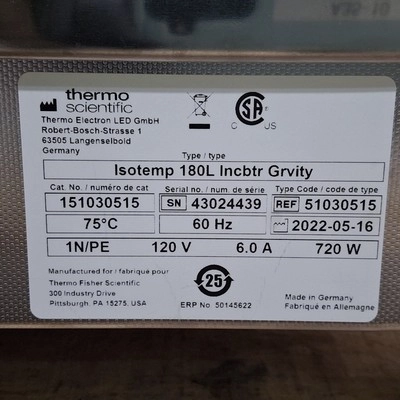 thermo
scientific
Thermo Electron LED GmbH
Robert-Bosch-Strasse 1
63505 Langenselbold
Germany
CSA
C US
Type / type
Isotemp 180L Incbtr Grvity
Cat. No. / numéro de cat Serial no. / num. de série Type Code / code de type
151030515 SN 43024439 REF 51030515
75°C 60 Hz 2022-05-16
1N/PE 120 V 6.0 A 720 W
Manufactured for / fabriqué pour
Thermo Fisher Scientific
300 Industry Drive
Pittsburgh, PA 15275, USA
25
ERP No 50145622
Made in Germany
Fabriqué en Allemagne